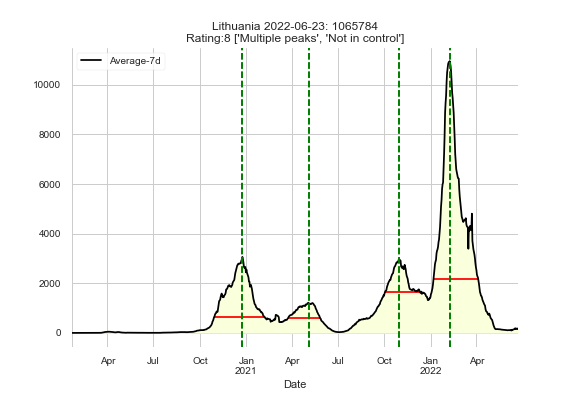 Lithuania 2022-06-23: 1065784
Rating:8 ['Multiple peaks', 'Not in control']
Average-7d
10000
8000
6000
4000
2000
0
Apr Jul Oct Jan Apr Jul Oct Jan Apr
2021 2022
Date